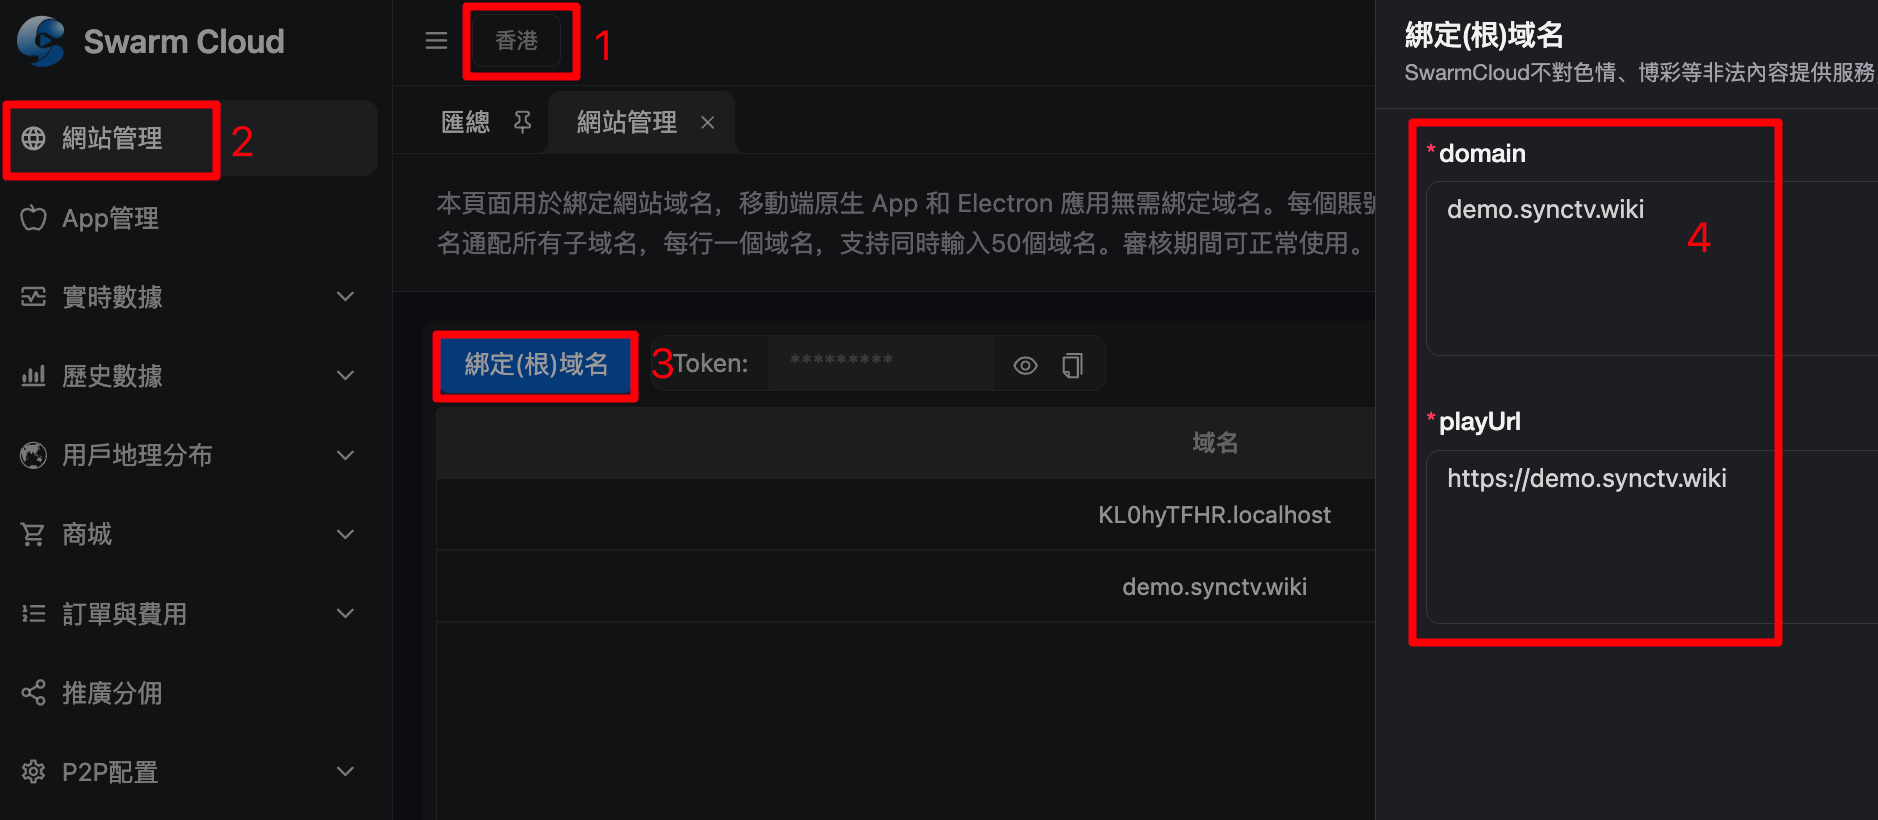 Swarm Cloud
網站管理
2
App管理
實時數據
歷史數據
用戶地理分布
商城
訂單與費用
推廣分佣
P2P配置
香港
1
匯總
網站管理
本頁面用於綁定網站域名，移動端原生 App 和 Electron 應用無需綁定域名。每個賬號
名通配所有子域名，每行一個域名，支持同時輸入50個域名。審核期間可正常使用。
綁定(根)域名
3
Token:
*********
域名
KL0hyTFHR.localhost
demo.synctv.wiki
綁定(根)域名
SwarmCloud不對色情、博彩等非法內容提供服務
*domain
demo.synctv.wiki
4
*playUrl
https://demo.synctv.wiki